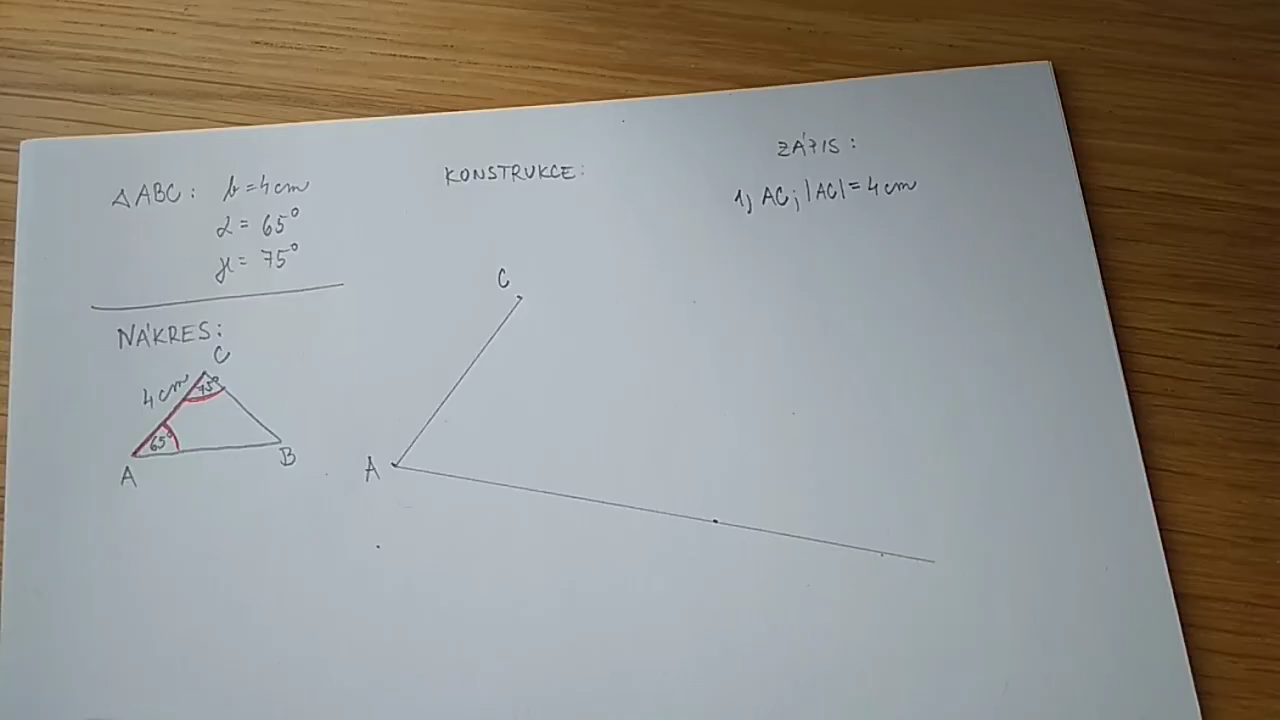 △ABC: b = 4 cm
α = 65°
γ = 75°
NÁKRES:
C
4 cm
75°
65°
A
B
KONSTRUKCE:
C
A
ZÁPIS:
1) AC; |AC| = 4 cm